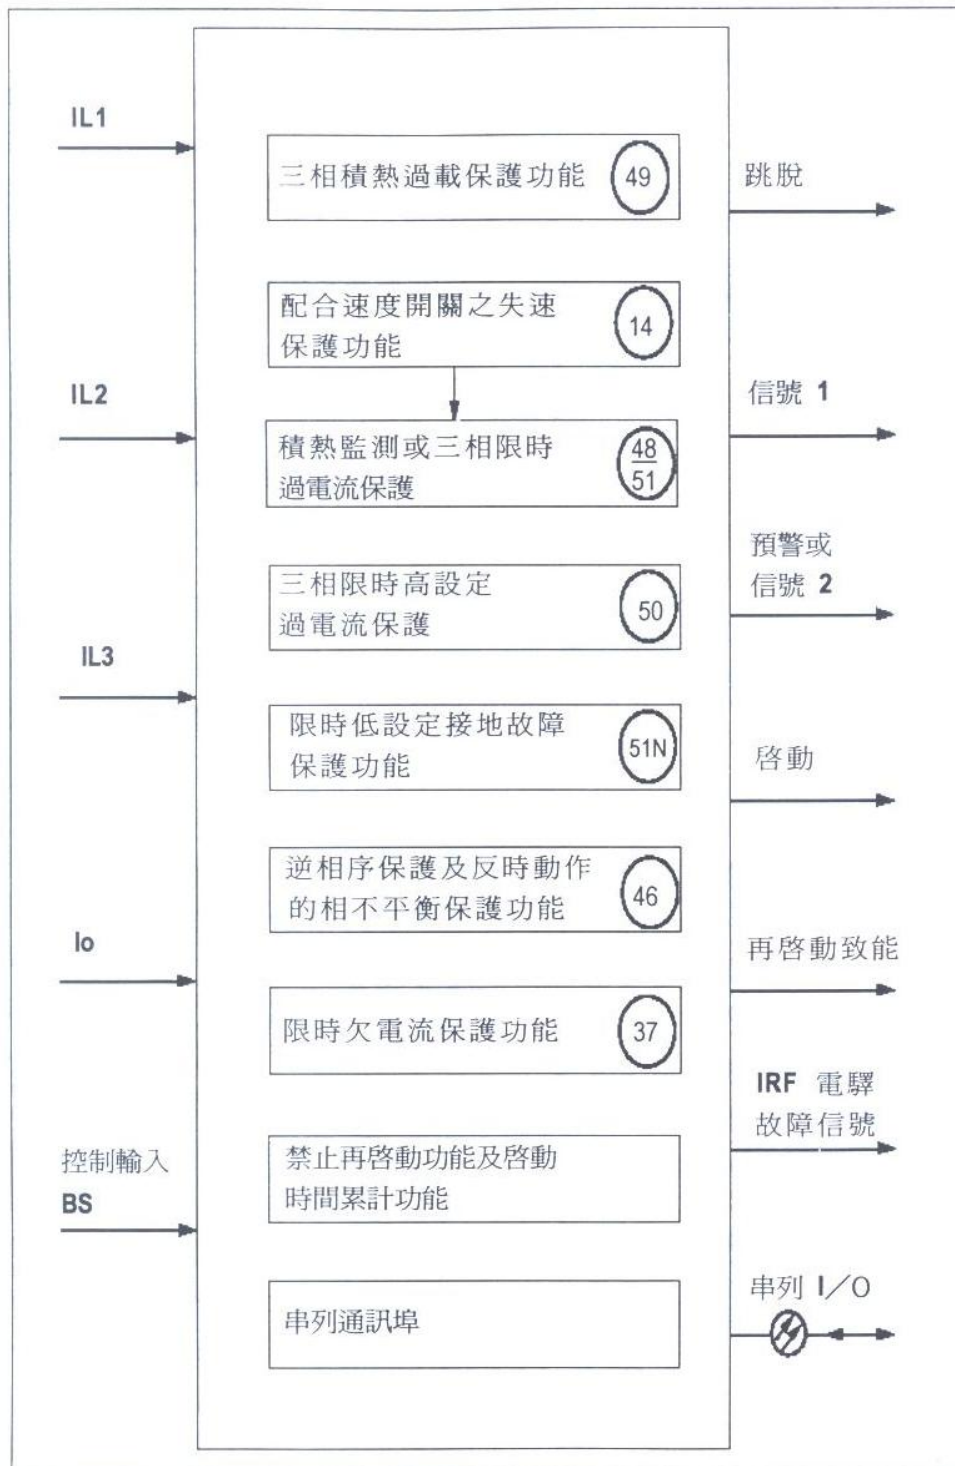 IL1
三相積熱過載保護功能 49
跳脫
配合速度開關之失速
保護功能
14
IL2
信號 1
積熱監測或三相限時
過電流保護
48
51
預警或
信號 2
三相限時高設定
過電流保護
50
IL3
限時低設定接地故障
保護功能
51N
啓動
逆相序保護及反時動作
的相不平衡保護功能
46
Io
再啓動致能
限時欠電流保護功能 37
IRF 電驛
故障信號
控制輸入
BS
禁止再啓動功能及啓動
時間累計功能
串列 I／O
串列通訊埠